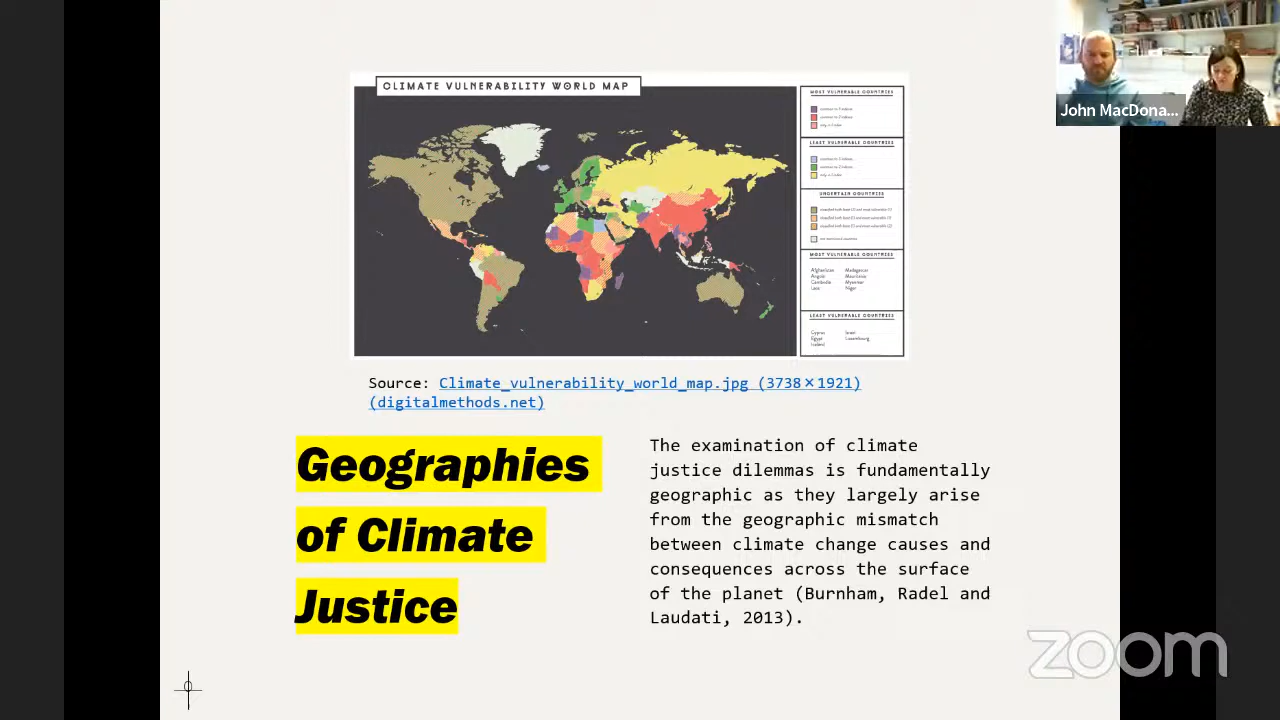 CLIMATE VULNERABILITY WORLD MAP
MOST VULNERABLE COUNTRIES
LEAST VULNERABLE COUNTRIES
UNCERTAIN COUNTRIES
MOST VULNERABLE COUNTRIES
Afghanistan Madagascar
Angola Mauritania
Cambodia Myanmar
Laos Niger
LEAST VULNERABLE COUNTRIES
Cyprus Israel
Egypt Luxembourg
Iceland
John MacDona...
Source: Climate_vulnerability_world_map.jpg (3738×1921)
(digitalmethods.net)
Geographies
of Climate
Justice
The examination of climate
justice dilemmas is fundamentally
geographic as they largely arise
from the geographic mismatch
between climate change causes and
consequences across the surface
of the planet (Burnham, Radel and
Laudati, 2013).
zoom